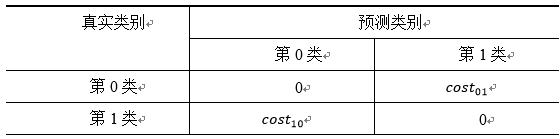 真实类别 预测类别
第 0 类 第 1 类
第 0 类 0 cost₀₁
第 1 类 cost₁₀ 0